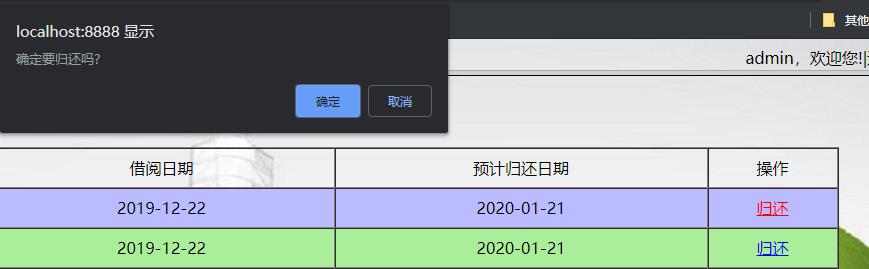 其他
localhost:8888 显示
确定要归还吗?
确定 取消
admin，欢迎您!|
借阅日期 预计归还日期 操作
2019-12-22 2020-01-21 归还
2019-12-22 2020-01-21 归还